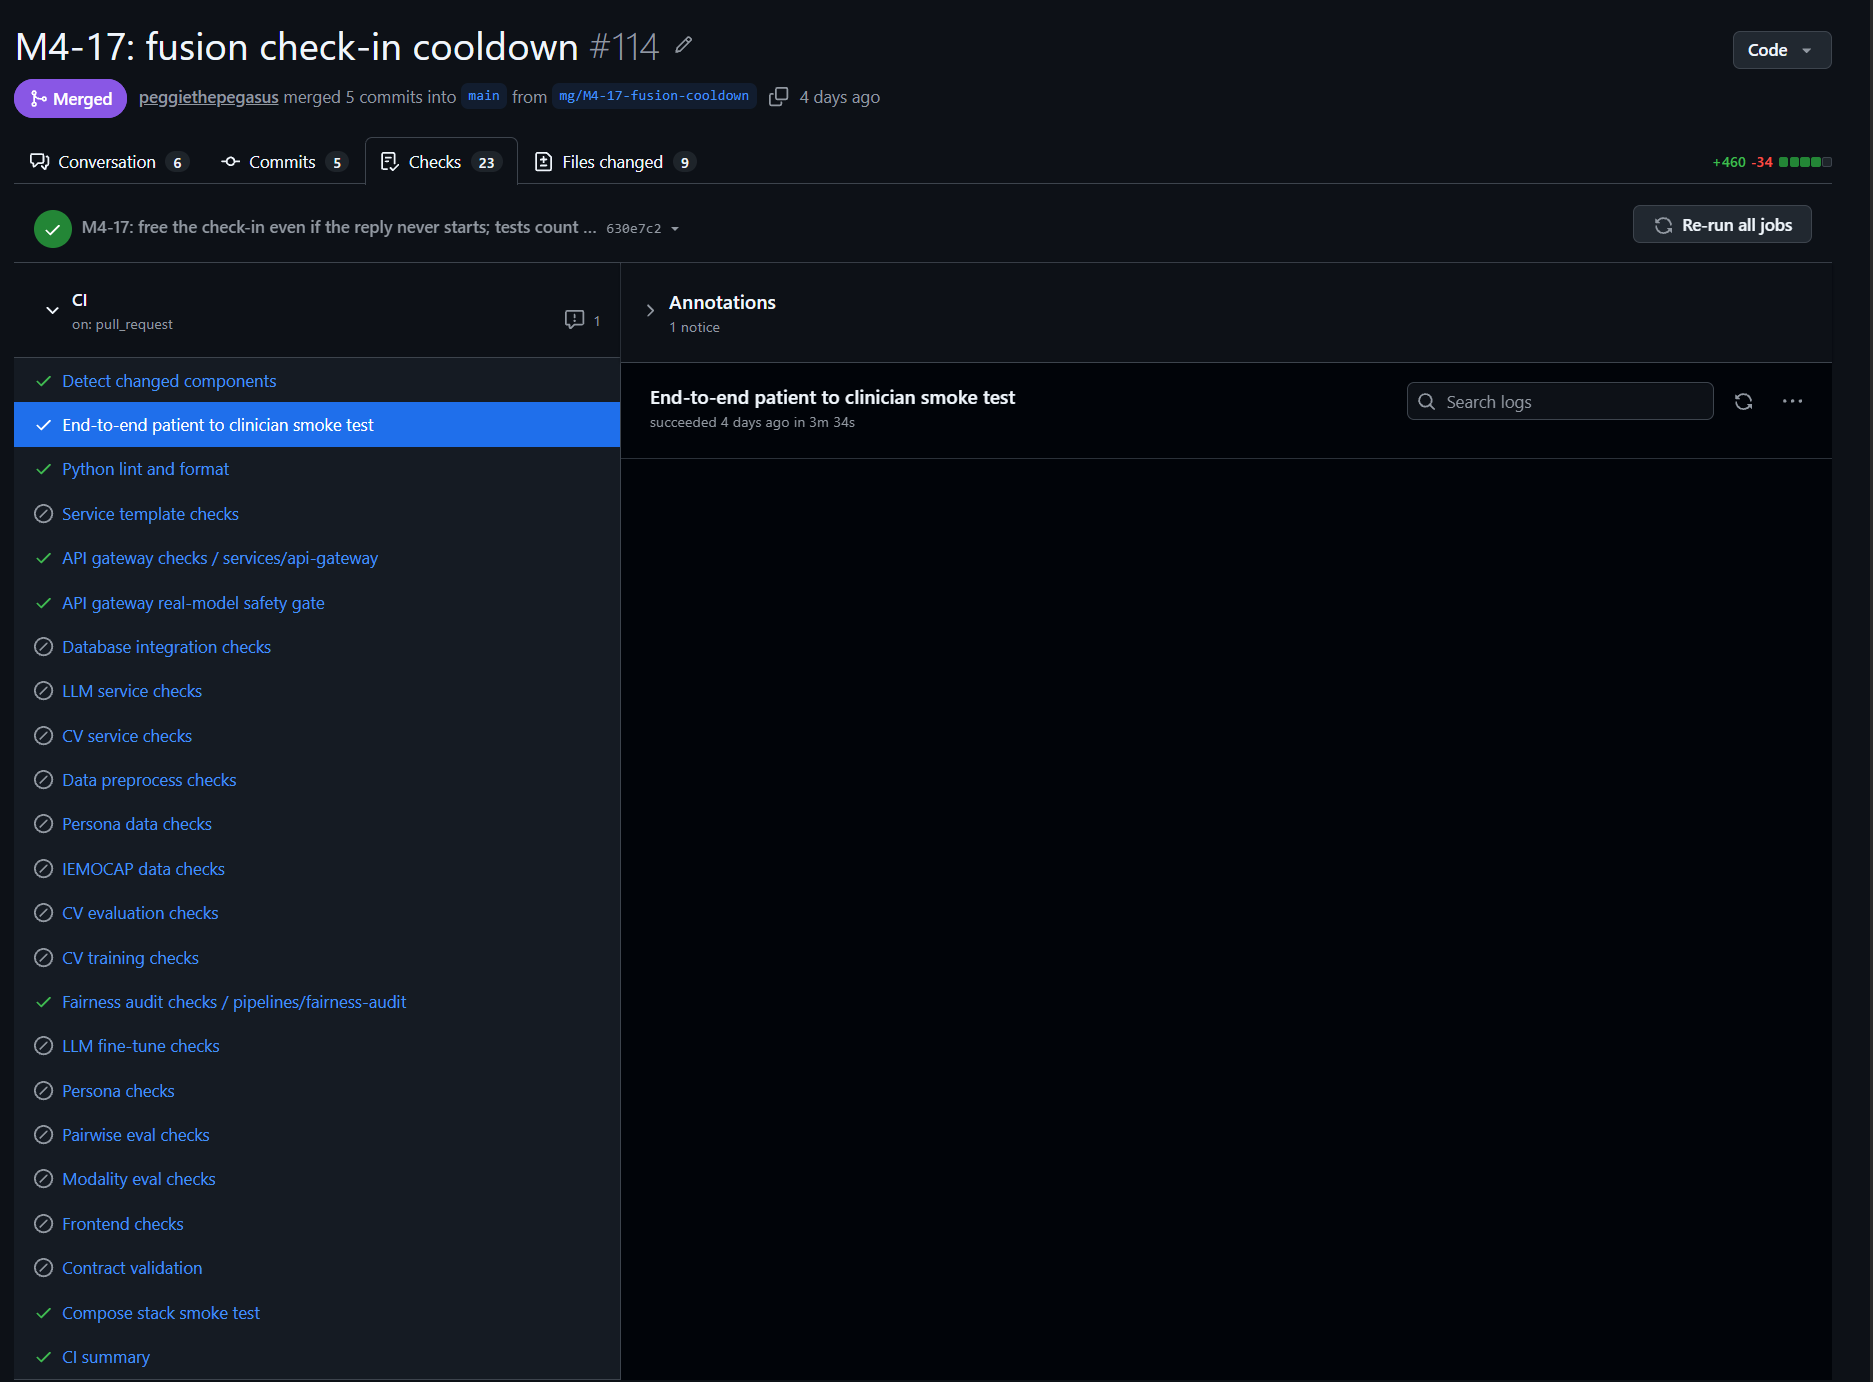 M4-17: fusion check-in cooldown #114
Code
Merged peggiethepegasus merged 5 commits into main from mg/M4-17-fusion-cooldown 4 days ago
Conversation 6 Commits 5 Checks 23 Files changed 9 +460 -34
M4-17: free the check-in even if the reply never starts; tests count ... 630e7c2
Re-run all jobs
CI
on: pull_request
1
Detect changed components
End-to-end patient to clinician smoke test
Python lint and format
Service template checks
API gateway checks / services/api-gateway
API gateway real-model safety gate
Database integration checks
LLM service checks
CV service checks
Data preprocess checks
Persona data checks
IEMOCAP data checks
CV evaluation checks
CV training checks
Fairness audit checks / pipelines/fairness-audit
LLM fine-tune checks
Persona checks
Pairwise eval checks
Modality eval checks
Frontend checks
Contract validation
Compose stack smoke test
CI summary
Annotations
1 notice
End-to-end patient to clinician smoke test
succeeded 4 days ago in 3m 34s
Search logs